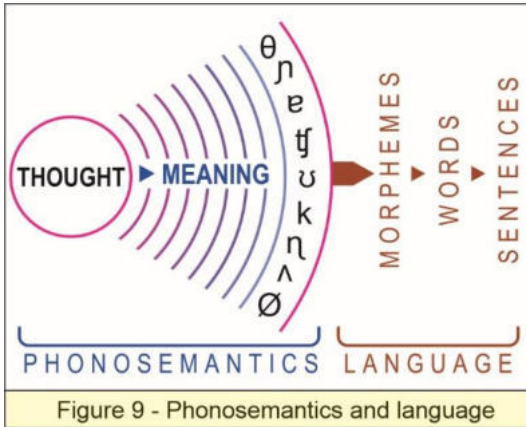 θ
ɲ
ɐ
ʧ
THOUGHT ▸ MEANING
ʊ
k
ɳ
ʌ
Ø
MORPHEMES ▸ WORDS ▸ SENTENCES
PHONOSEMANTICS
LANGUAGE
Figure 9 - Phonosemantics and language